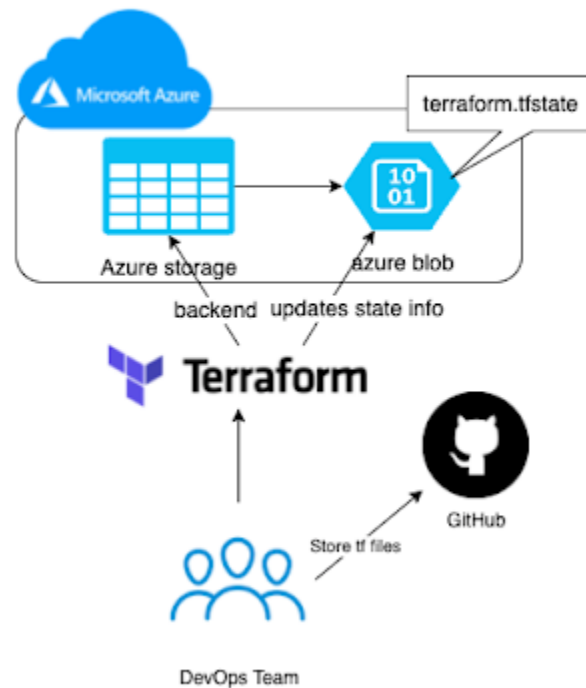 Microsoft Azure
terraform.tfstate
10
01
Azure storage
azure blob
backend
updates state info
Terraform
GitHub
Store tf files
DevOps Team